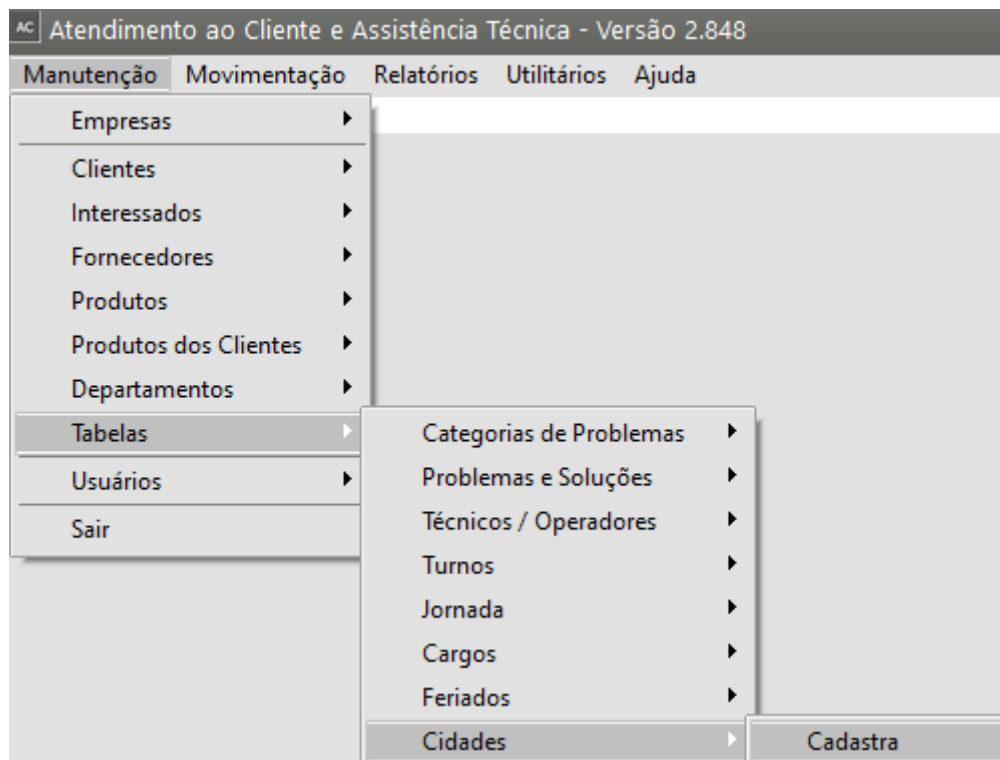 AC Atendimento ao Cliente e Assistência Técnica - Versão 2.848
Manutenção Movimentação Relatórios Utilitários Ajuda
Empresas
Clientes
Interessados
Fornecedores
Produtos
Produtos dos Clientes
Departamentos
Tabelas
Usuários
Sair
Categorias de Problemas
Problemas e Soluções
Técnicos / Operadores
Turnos
Jornada
Cargos
Feriados
Cidades
Cadastra